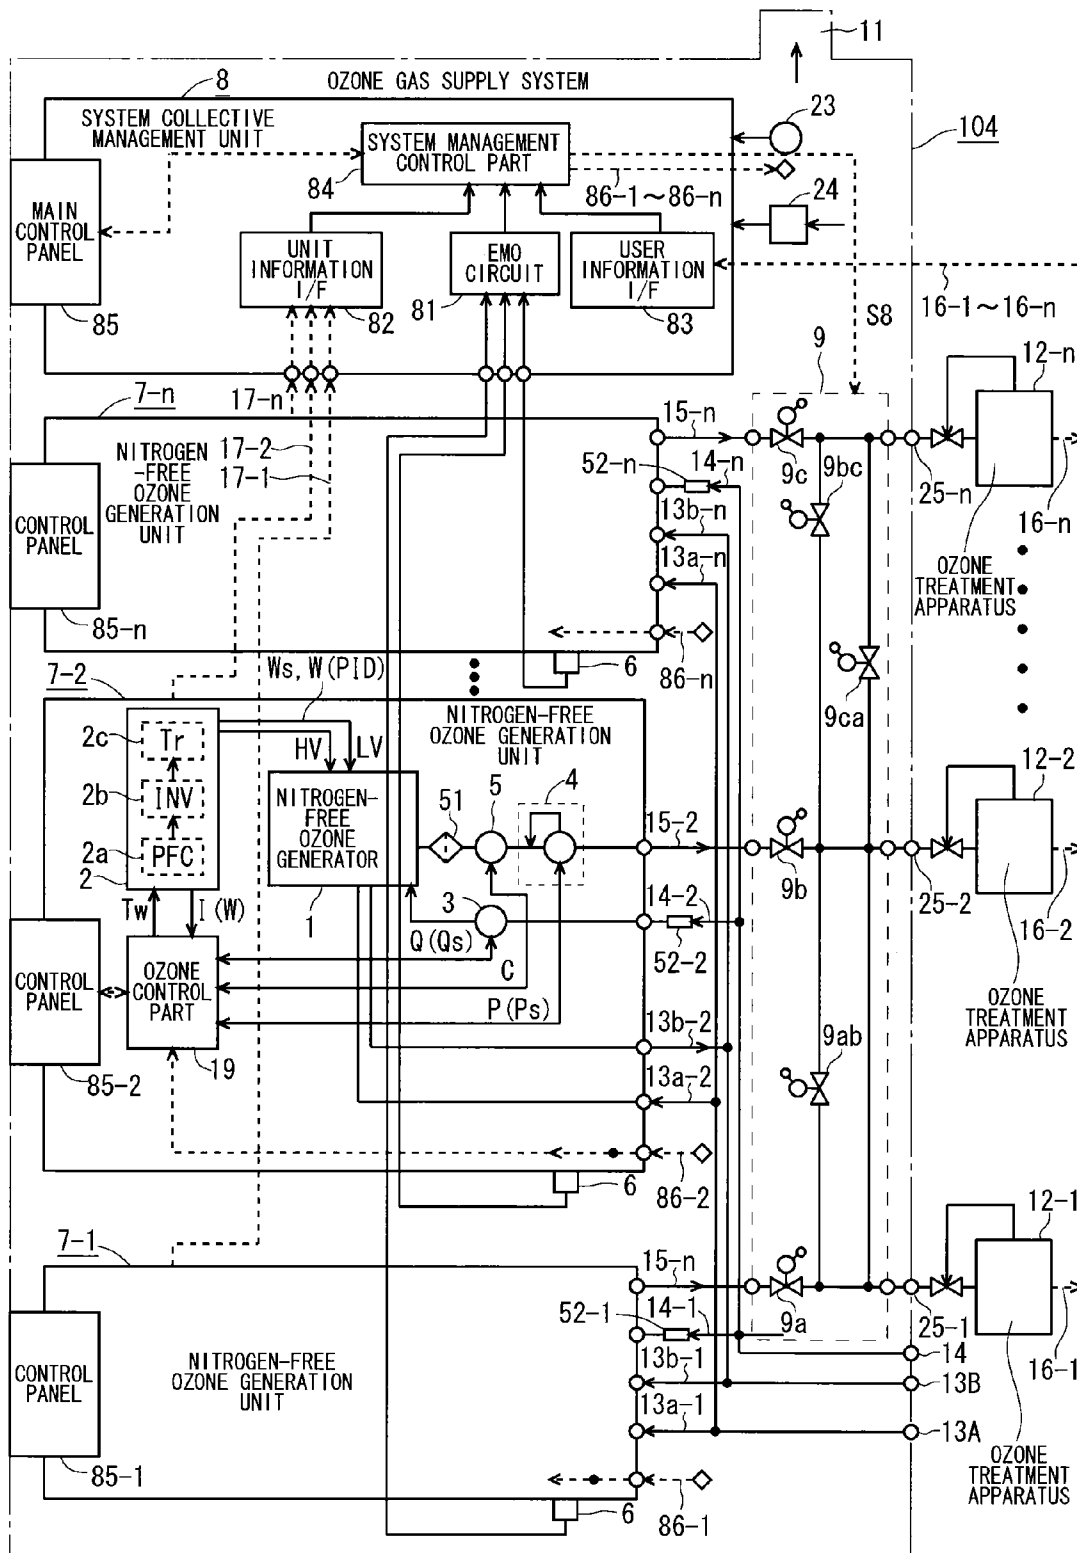 11
OZONE GAS SUPPLY SYSTEM
8
SYSTEM COLLECTIVE
MANAGEMENT UNIT
SYSTEM MANAGEMENT
CONTROL PART
84
23
104
86-1~86-n
24
MAIN
CONTROL
PANEL
85
UNIT
INFORMATION
I/F
82
EMO
CIRCUIT
81
USER
INFORMATION
I/F
83
16-1~16-n
S8
9
12-n
7-n
17-n
17-2
17-1
NITROGEN
-FREE
OZONE
GENERATION
UNIT
CONTROL
PANEL
85-n
15-n
52-n
14-n
13b-n
13a-n
86-n
6
9c
9bc
25-n
16-n
OZONE
TREATMENT
APPARATUS
9ca
7-2
Ws, W(PID)
HV
LV
NITROGEN-FREE
OZONE GENERATION
UNIT
2c
Tr
2b
INV
2a
PFC
2
NITROGEN-
FREE
OZONE
GENERATOR
1
51
5
4
3
Tw
I(W)
Q(Qs)
C
P(Ps)
CONTROL
PANEL
85-2
OZONE
CONTROL
PART
19
15-2
14-2
52-2
13b-2
13a-2
86-2
6
9b
9ab
12-2
25-2
16-2
OZONE
TREATMENT
APPARATUS
7-1
CONTROL
PANEL
85-1
NITROGEN-FREE
OZONE GENERATION
UNIT
15-n
52-1
14-1
13b-1
13a-1
86-1
6
9a
12-1
25-1
14
13B
13A
16-1
OZONE
TREATMENT
APPARATUS